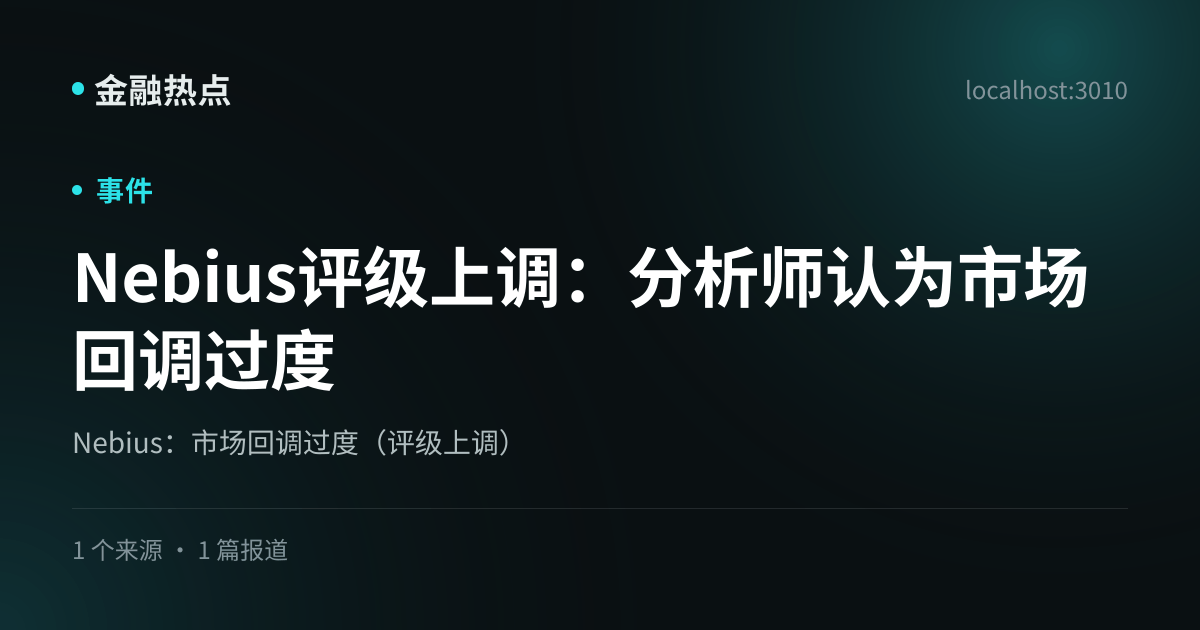 金融热点
localhost:3010
事件
Nebius评级上调：分析师认为市场
回调过度
Nebius：市场回调过度（评级上调）
1 个来源 · 1 篇报道